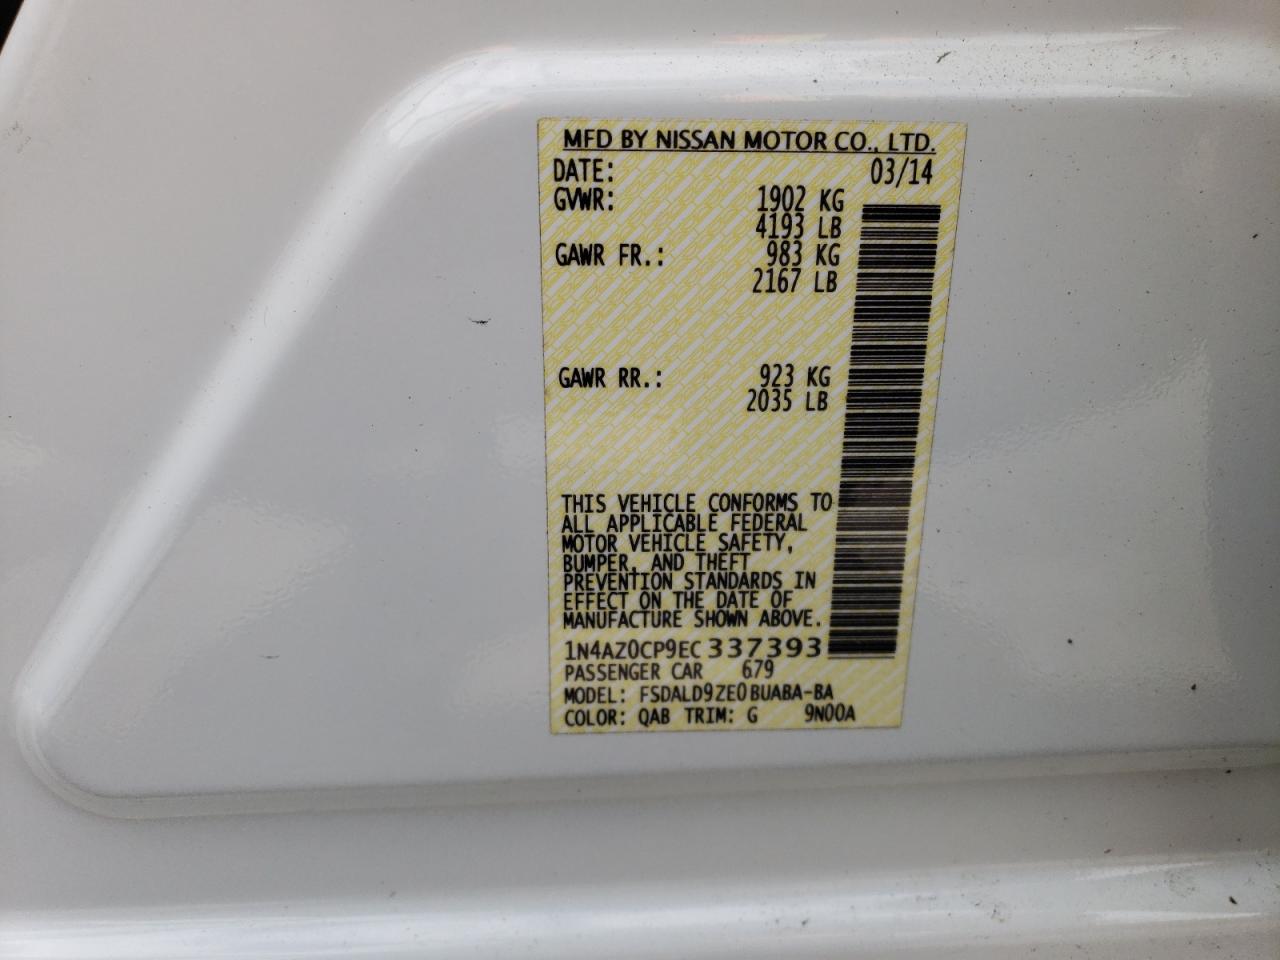 MFD BY NISSAN MOTOR CO., LTD.
DATE: 03/14
GVWR: 1902 KG
4193 LB
GAWR FR.: 983 KG
2167 LB
GAWR RR.: 923 KG
2035 LB
THIS VEHICLE CONFORMS TO
ALL APPLICABLE FEDERAL
MOTOR VEHICLE SAFETY,
BUMPER, AND THEFT
PREVENTION STANDARDS IN
EFFECT ON THE DATE OF
MANUFACTURE SHOWN ABOVE.
1N4AZ0CP9EC337393
PASSENGER CAR 679
MODEL: FSDALD9ZE0BUABA-BA
COLOR: QAB TRIM: G 9N00A